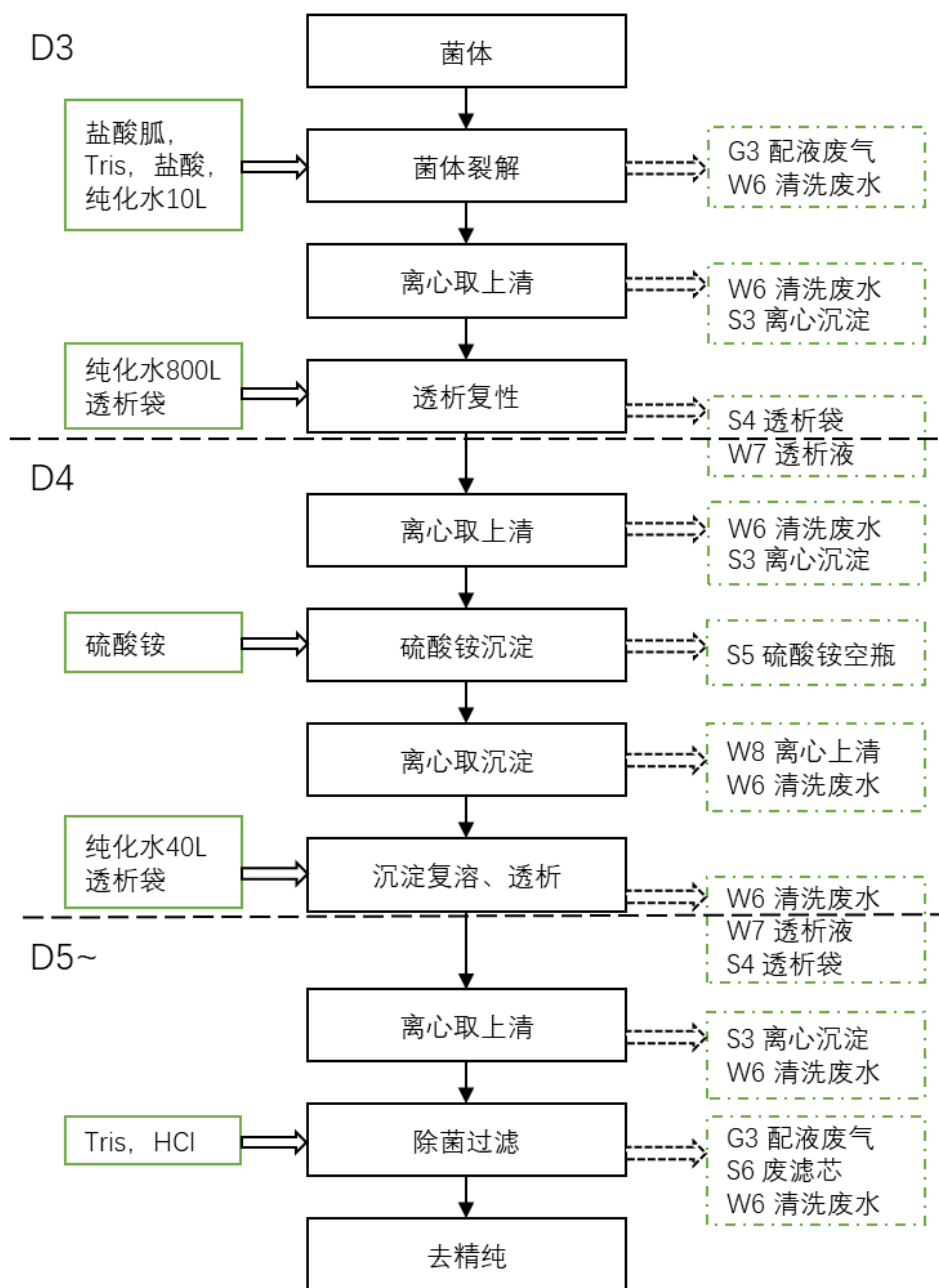 D3
菌体
盐酸胍,
Tris, 盐酸,
纯化水10L
菌体裂解
G3 配液废气
W6 清洗废水
离心取上清
W6 清洗废水
S3 离心沉淀
纯化水800L
透析袋
透析复性
S4 透析袋
W7 透析液
D4
离心取上清
W6 清洗废水
S3 离心沉淀
硫酸铵
硫酸铵沉淀
S5 硫酸铵空瓶
离心取沉淀
W8 离心上清
W6 清洗废水
纯化水40L
透析袋
沉淀复溶、透析
W6 清洗废水
W7 透析液
S4 透析袋
D5~
离心取上清
S3 离心沉淀
W6 清洗废水
Tris, HCl
除菌过滤
G3 配液废气
S6 废滤芯
W6 清洗废水
去精纯